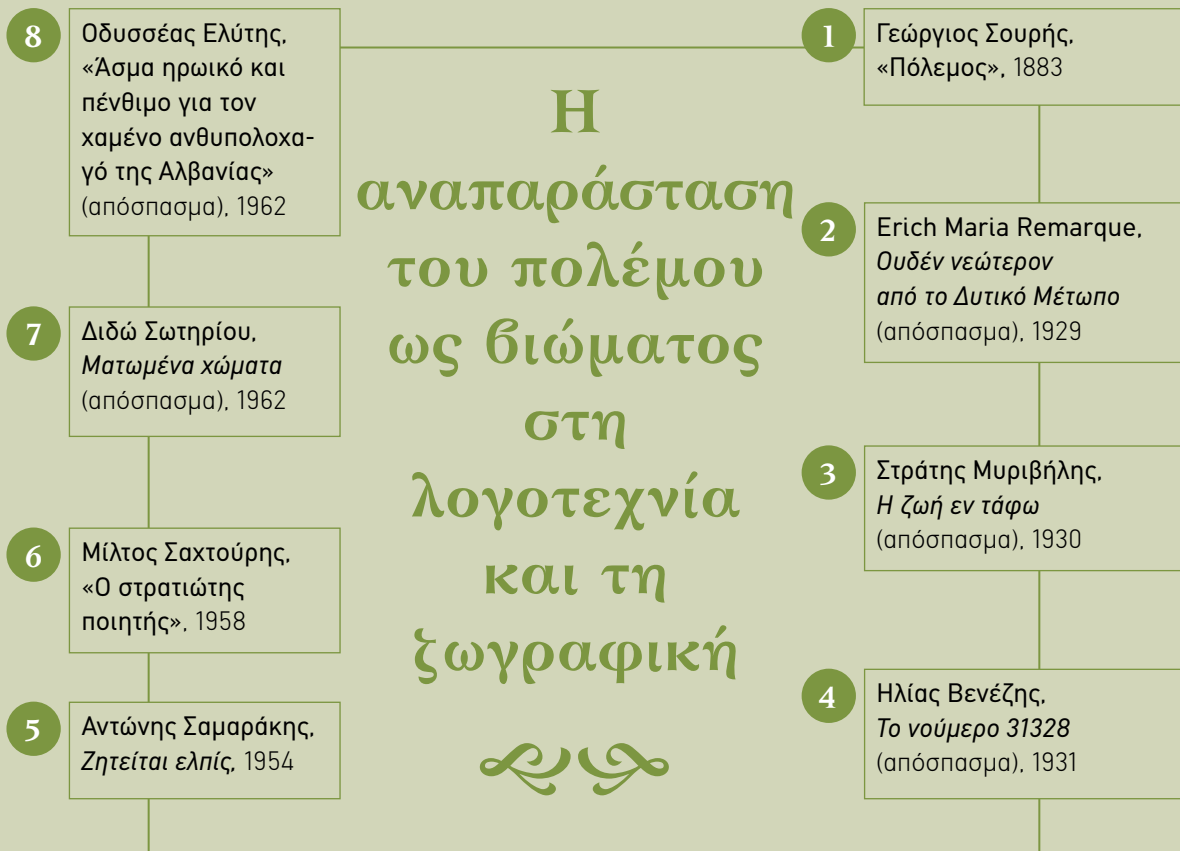 Η
αναπαράσταση
του πολέμου
ως βιώματος
στη
λογοτεχνία
και τη
ζωγραφική
1
Γεώργιος Σουρής,
«Πόλεμος», 1883
2
Erich Maria Remarque,
Ουδέν νεώτερον
από το Δυτικό Μέτωπο
(απόσπασμα), 1929
3
Στράτης Μυριβήλης,
Η ζωή εν τάφω
(απόσπασμα), 1930
4
Ηλίας Βενέζης,
Το νούμερο 31328
(απόσπασμα), 1931
5
Αντώνης Σαμαράκης,
Ζητείται ελπίς, 1954
6
Μίλτος Σαχτούρης,
«Ο στρατιώτης
ποιητής», 1958
7
Διδώ Σωτηρίου,
Ματωμένα χώματα
(απόσπασμα), 1962
8
Οδυσσέας Ελύτης,
«Άσμα ηρωικό και
πένθιμο για τον
χαμένο ανθυπολοχα-
γό της Αλβανίας»
(απόσπασμα), 1962